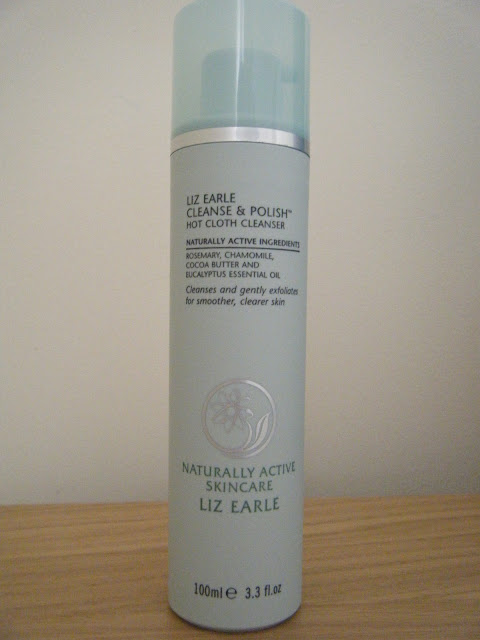 LIZ EARLE
CLEANSE & POLISH™
HOT CLOTH CLEANSER
NATURALLY ACTIVE INGREDIENTS
ROSEMARY, CHAMOMILE,
COCOA BUTTER AND
EUCALYPTUS ESSENTIAL OIL
Cleanses and gently exfoliates
for smoother, clearer skin
NATURALLY ACTIVE
SKINCARE
LIZ EARLE
100ml ℮ 3.3 fl.oz